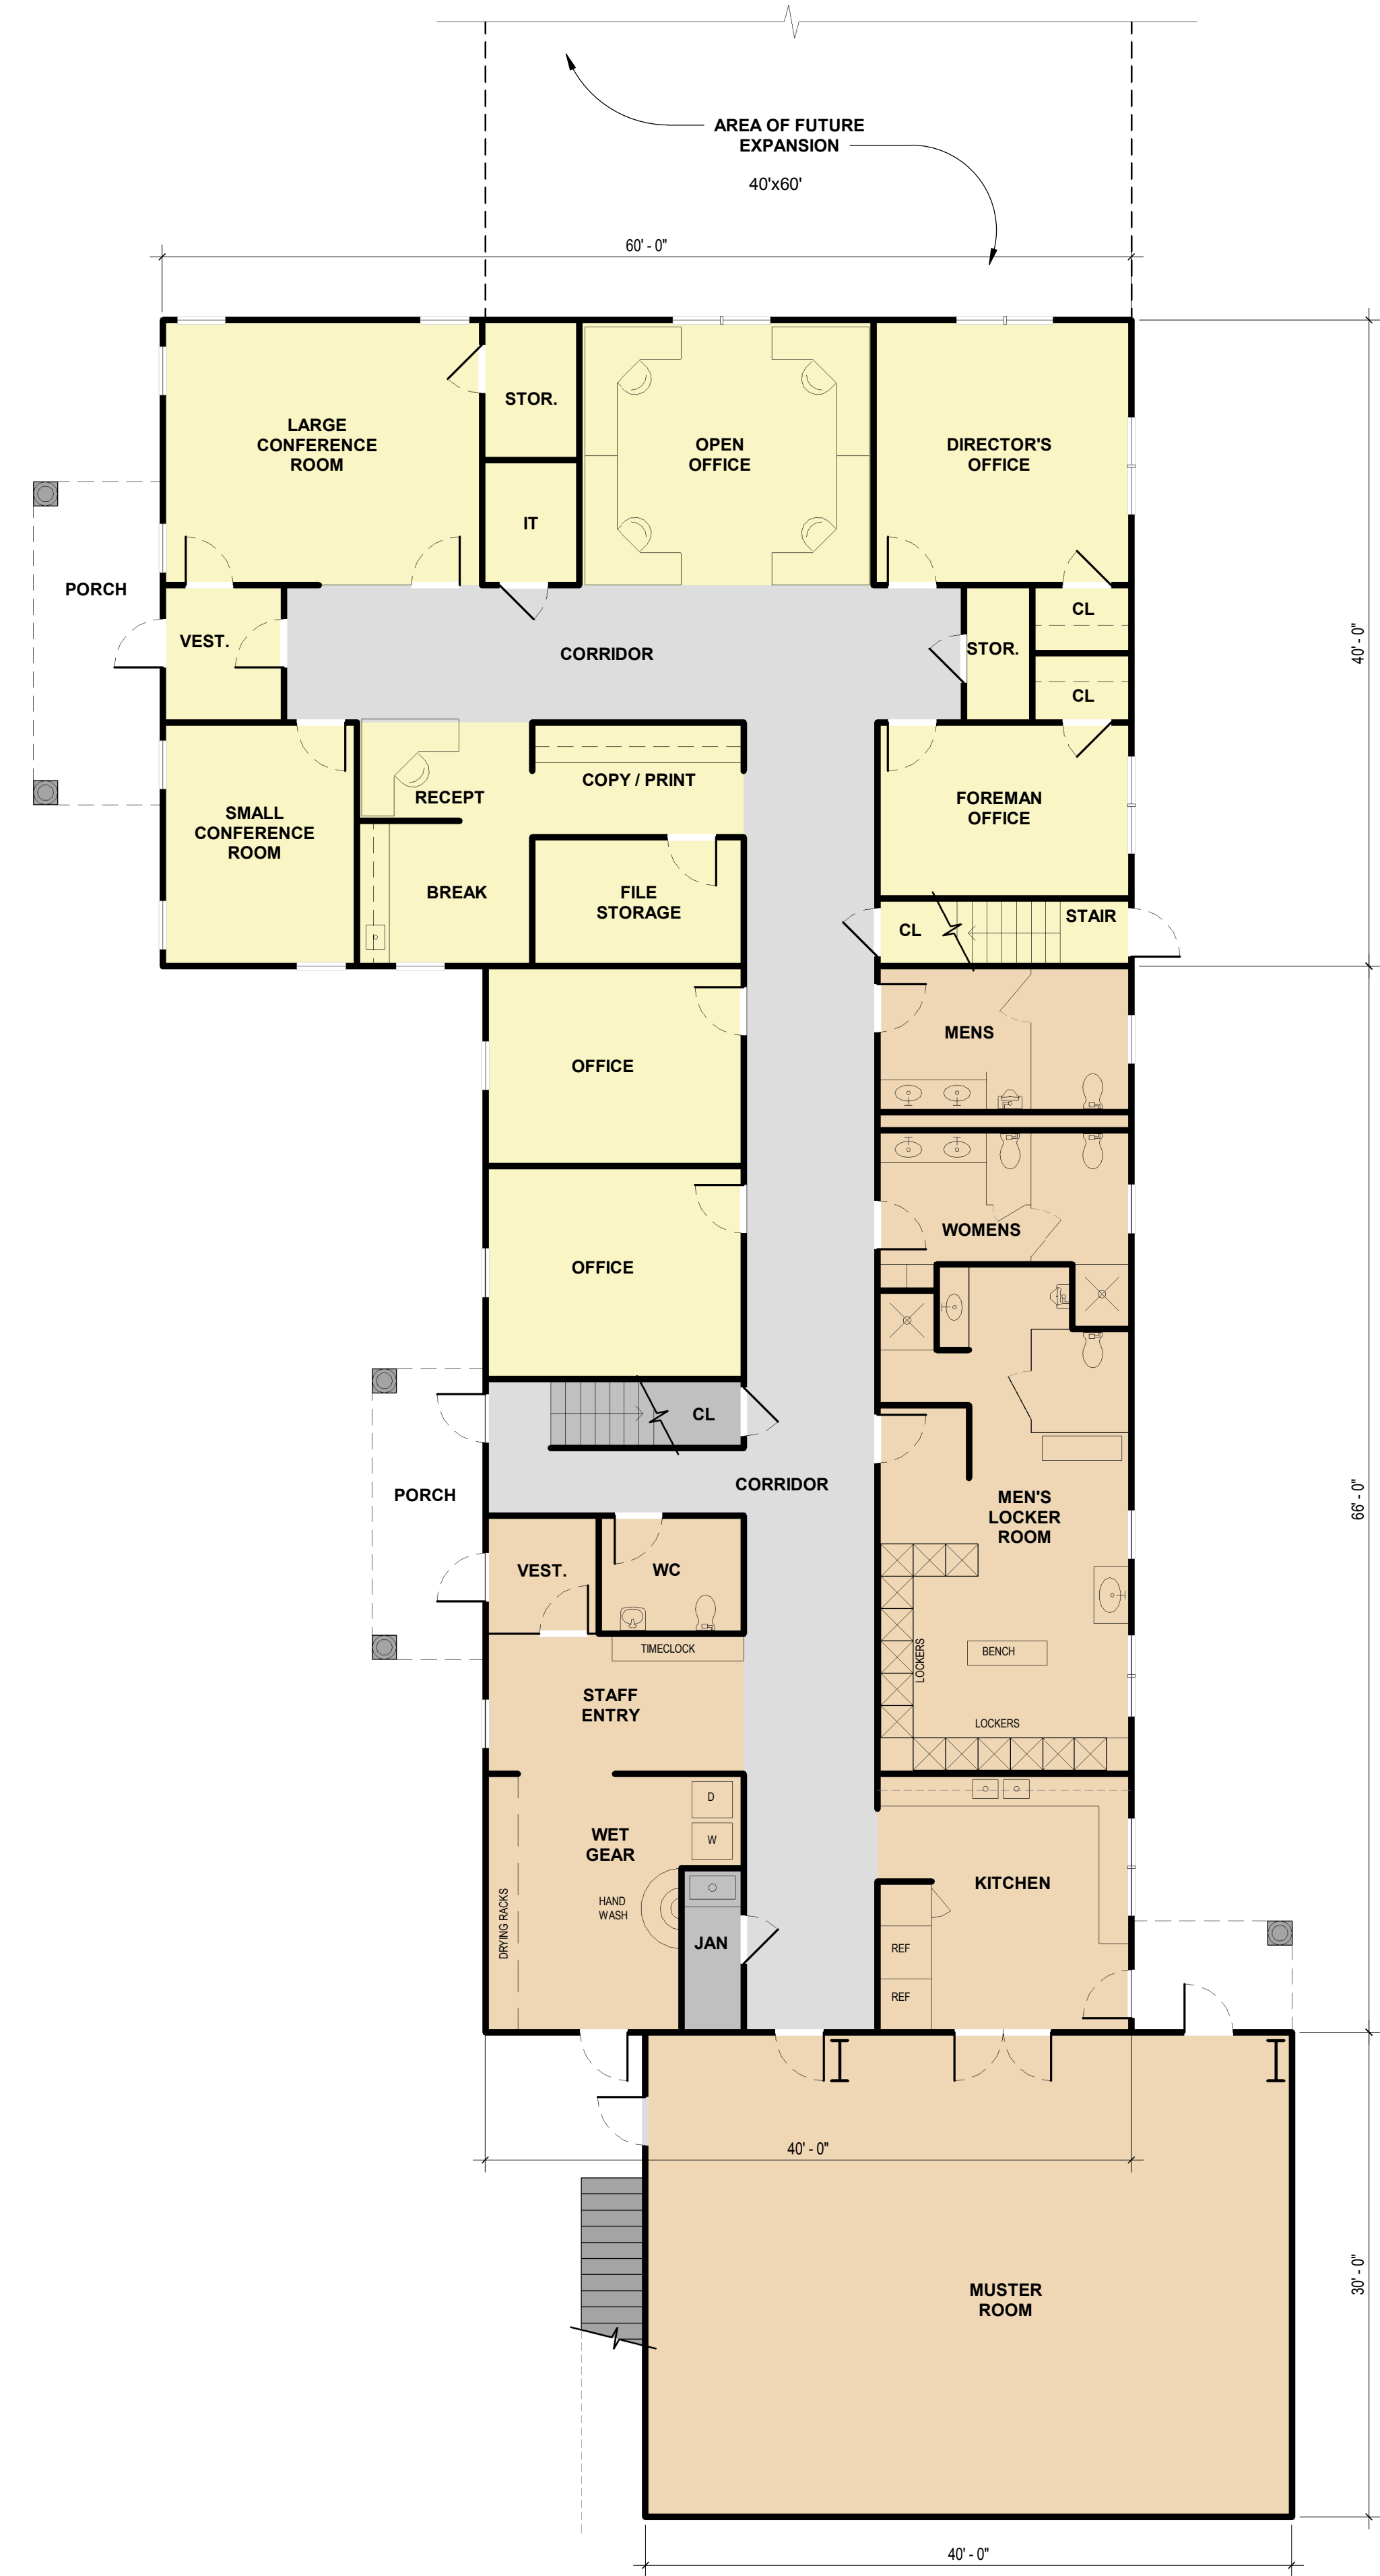 AREA OF FUTURE
EXPANSION
40'x60'
60' - 0"
LARGE
CONFERENCE
ROOM
STOR.
OPEN
OFFICE
DIRECTOR'S
OFFICE
IT
PORCH
VEST.
CORRIDOR
STOR.
CL
CL
40' - 0"
SMALL
CONFERENCE
ROOM
RECEPT
COPY / PRINT
FOREMAN
OFFICE
BREAK
FILE
STORAGE
CL
STAIR
OFFICE
MENS
WOMENS
OFFICE
CL
PORCH
CORRIDOR
MEN'S
LOCKER
ROOM
66' - 0"
VEST.
WC
TIMECLOCK
LOCKERS
BENCH
STAFF
ENTRY
LOCKERS
D
W
WET
GEAR
KITCHEN
DRYING RACKS
HAND
WASH
JAN
REF
REF
40' - 0"
MUSTER
ROOM
30' - 0"
40' - 0"